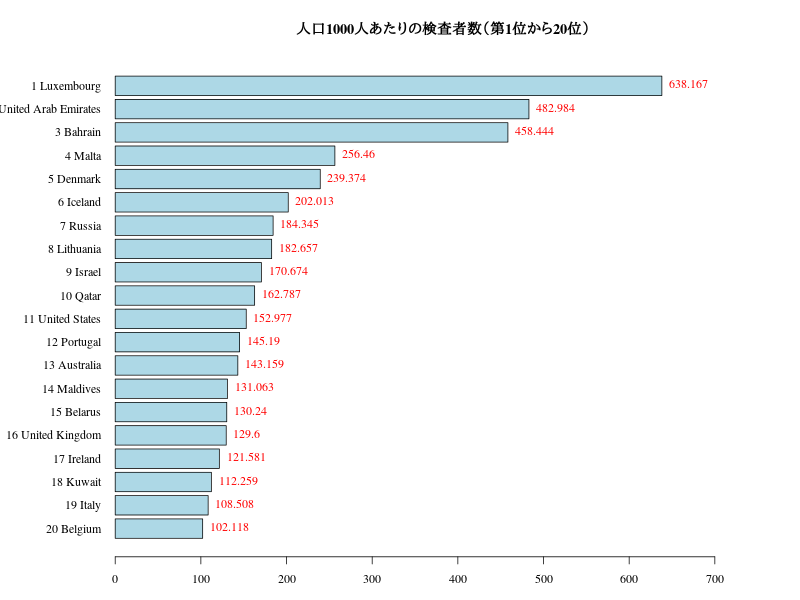 人口1000人あたりの検査者数(第1位から20位)
1 Luxembourg 638.167
United Arab Emirates 482.984
3 Bahrain 458.444
4 Malta 256.46
5 Denmark 239.374
6 Iceland 202.013
7 Russia 184.345
8 Lithuania 182.657
9 Israel 170.674
10 Qatar 162.787
11 United States 152.977
12 Portugal 145.19
13 Australia 143.159
14 Maldives 131.063
15 Belarus 130.24
16 United Kingdom 129.6
17 Ireland 121.581
18 Kuwait 112.259
19 Italy 108.508
20 Belgium 102.118
0 100 200 300 400 500 600 700